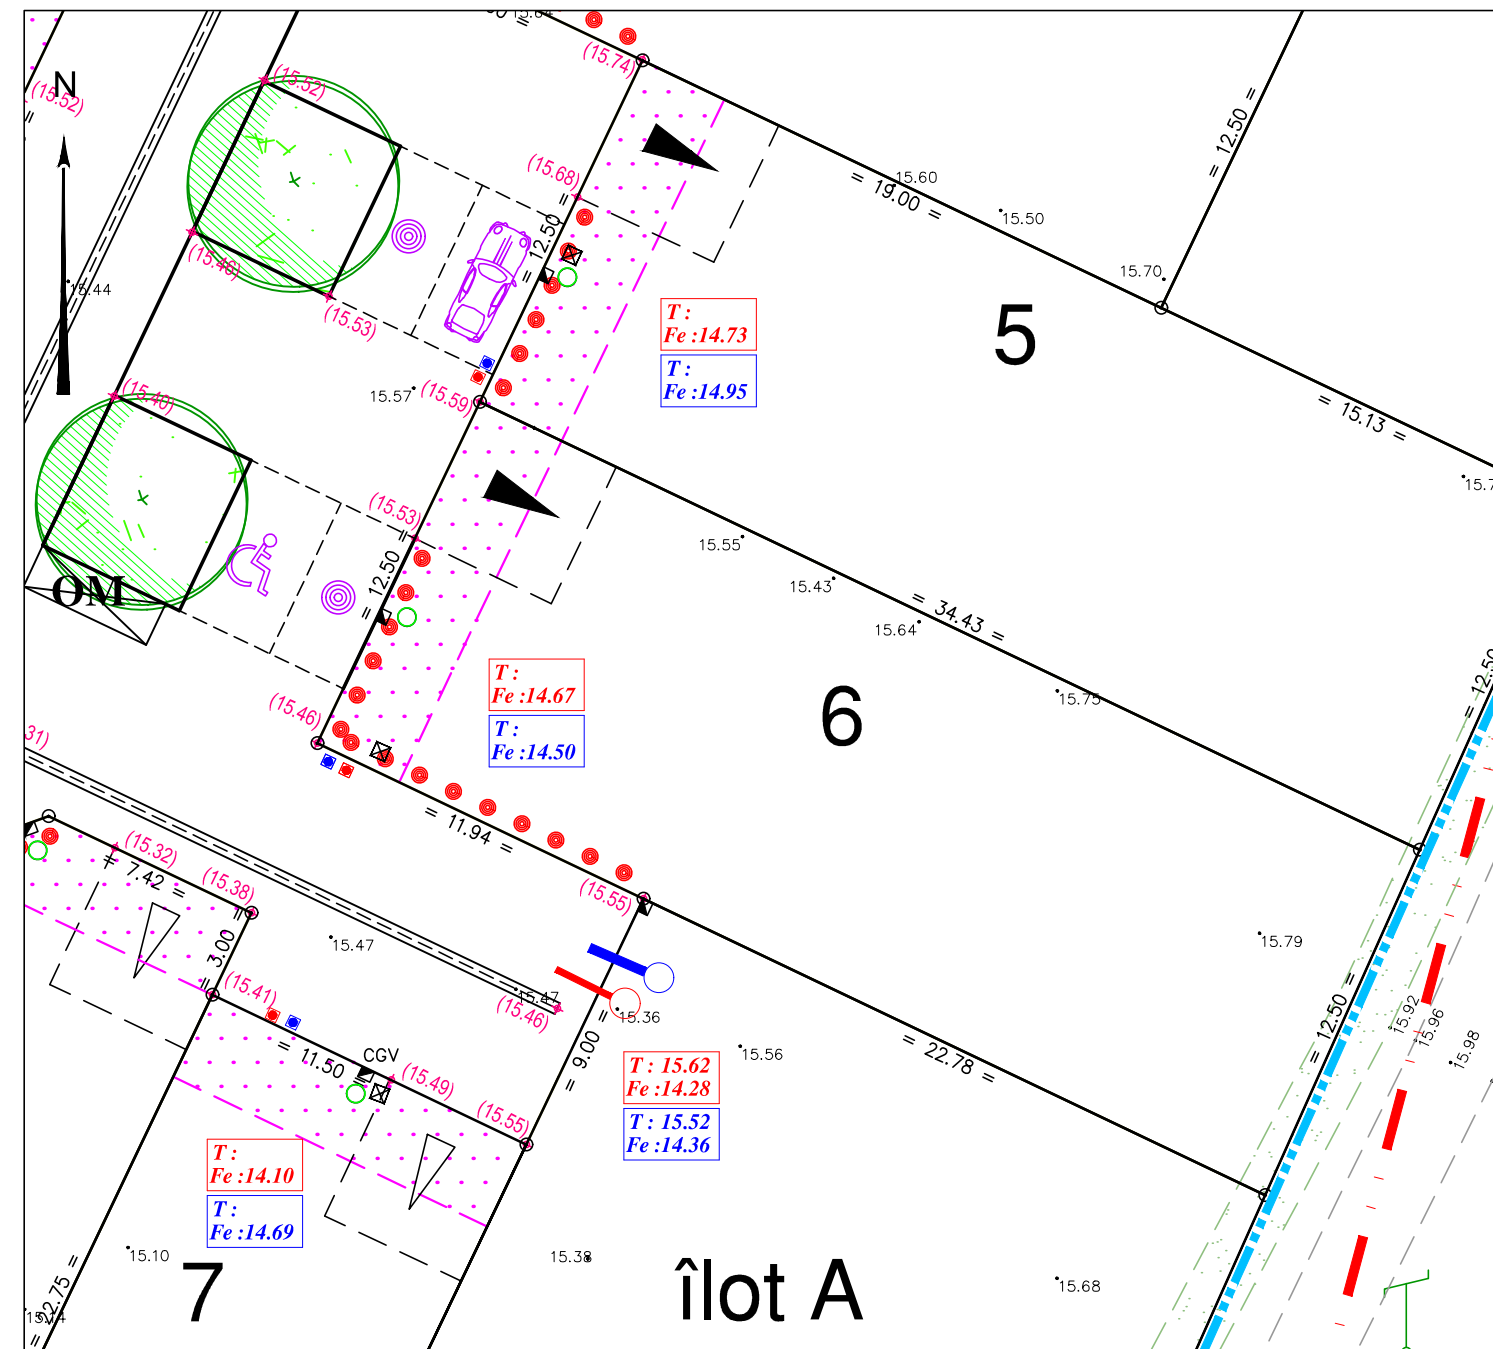 15.64
(15.74)
N
(15.52)
(15.52)
= 12.50 =
(15.68)
15.60
= 19.00 =
15.50
= 12.50 =
(15.46)
15.44
15.70
(15.53)
T :
Fe :14.73
5
T :
Fe :14.95
15.57
(15.59)
(15.40)
= 15.13 =
(15.53)
15.55
15.43
= 12.50 =
OM
= 34.43 =
15.64
T :
Fe :14.67
(15.46)
6
15.75
= 12.50
T :
Fe :14.50
31)
= 11.94 =
(15.32)
= 7.42 =
(15.38)
(15.55)
15.47
= 3.00 =
15.79
(15.41)
15.47
(15.46)
15.36
= 12.50 =
15.92
15.96
15.98
= 11.50 =
CGV
(15.49)
= 9.00 =
15.56
= 22.78 =
T : 15.62
Fe :14.28
(15.55)
T : 15.52
Fe :14.36
T :
Fe :14.10
T :
Fe :14.69
15.10
15.38
7
îlot A
15.68
= 22.75 =